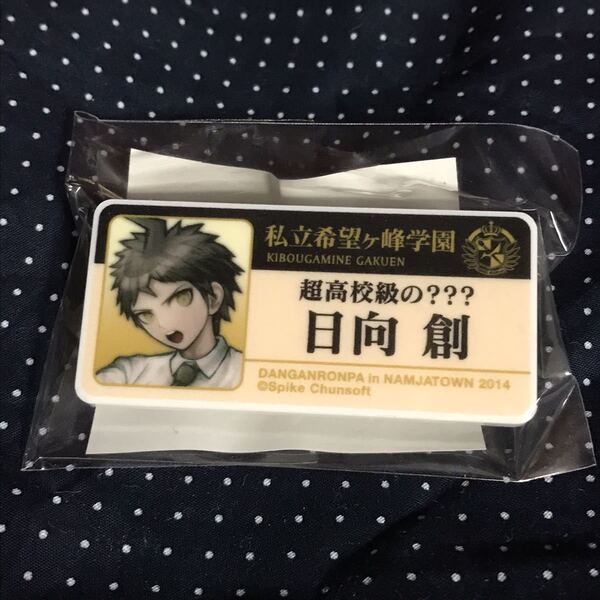 私立希望ヶ峰学園
KIBOUGAMINE GAKUEN
超高校級の???
日向 創
DANGANRONPA in NAMJATOWN 2014
©Spike Chunsoft